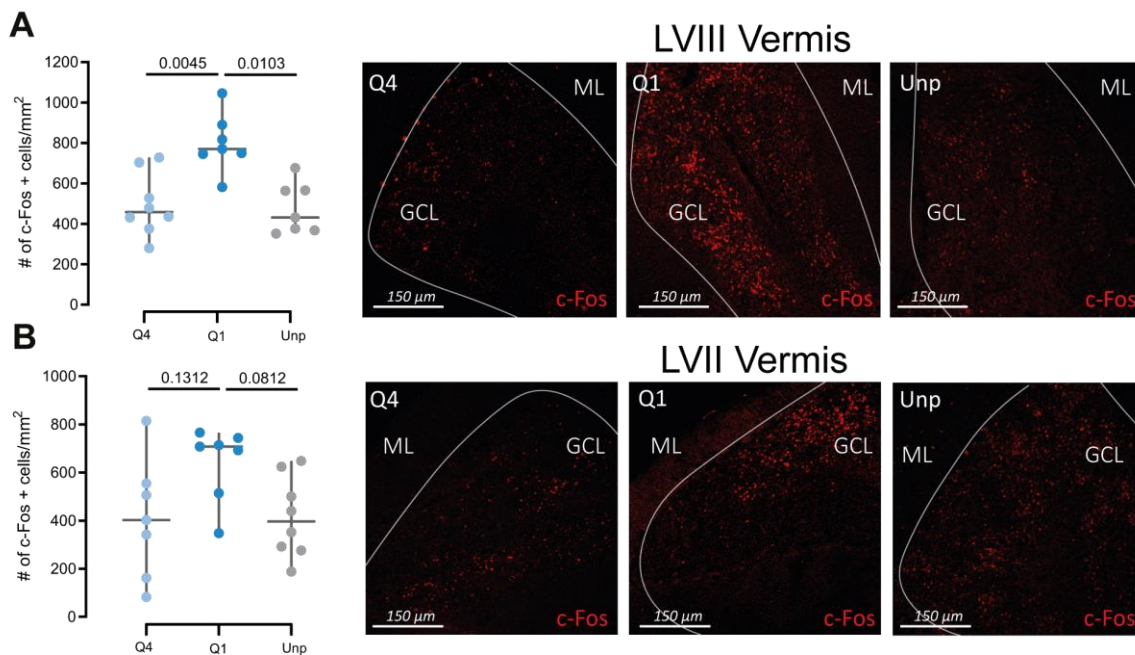 A
LVIII Vermis
# of c-Fos + cells/mm²
1200
1000
800
600
400
200
0
0.0045 0.0103
Q4 Q1 Unp
Q4 ML GCL 150 µm c-Fos
Q1 ML GCL 150 µm c-Fos
Unp ML GCL 150 µm c-Fos
B
LVII Vermis
# of c-Fos + cells/mm²
1000
800
600
400
200
0
0.1312 0.0812
Q4 Q1 Unp
Q4 ML GCL 150 µm c-Fos
Q1 ML GCL 150 µm c-Fos
Unp ML GCL 150 µm c-Fos